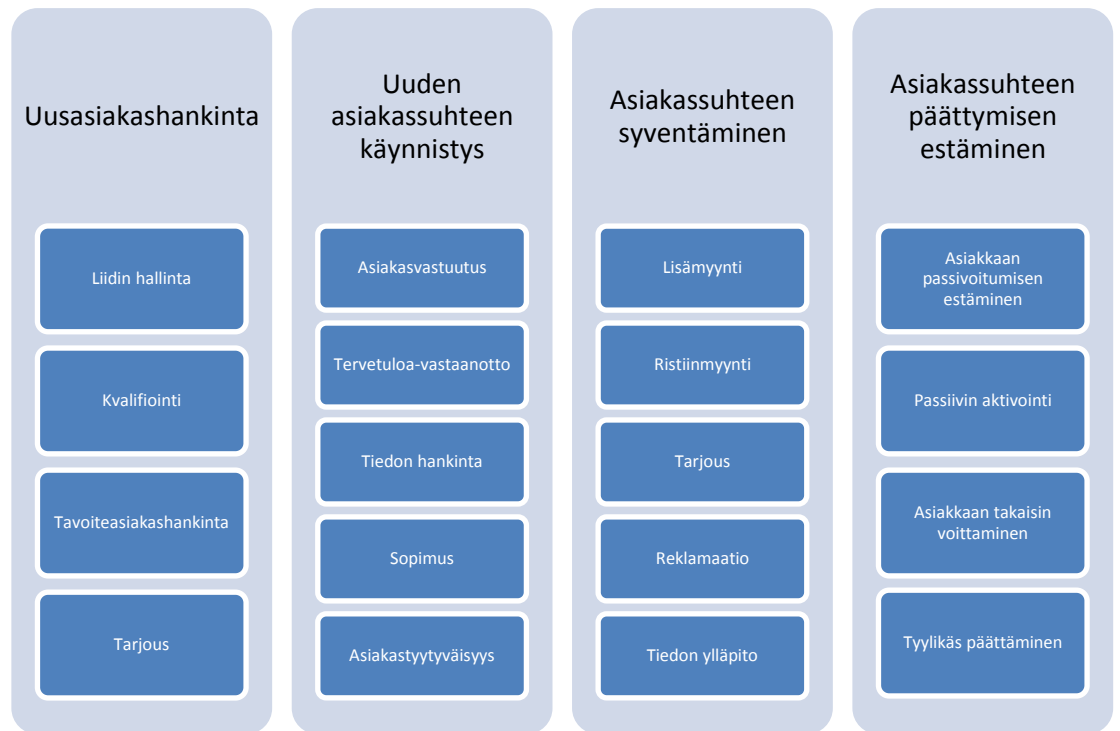 Uusasiakashankinta
Liidin hallinta
Kvalifiointi
Tavoiteasiakashankinta
Tarjous
Uuden
asiakassuhteen
käynnistys
Asiakasvastuutus
Tervetuloa-vastaanotto
Tiedon hankinta
Sopimus
Asiakastyytyväisyys
Asiakassuhteen
syventäminen
Lisämyynti
Ristiinmyynti
Tarjous
Reklamaatio
Tiedon ylläpito
Asiakassuhteen
päättymisen
estäminen
Asiakkaan
passivoitumisen
estäminen
Passiivin aktivointi
Asiakkaan takaisin
voittaminen
Tyylikäs päättäminen